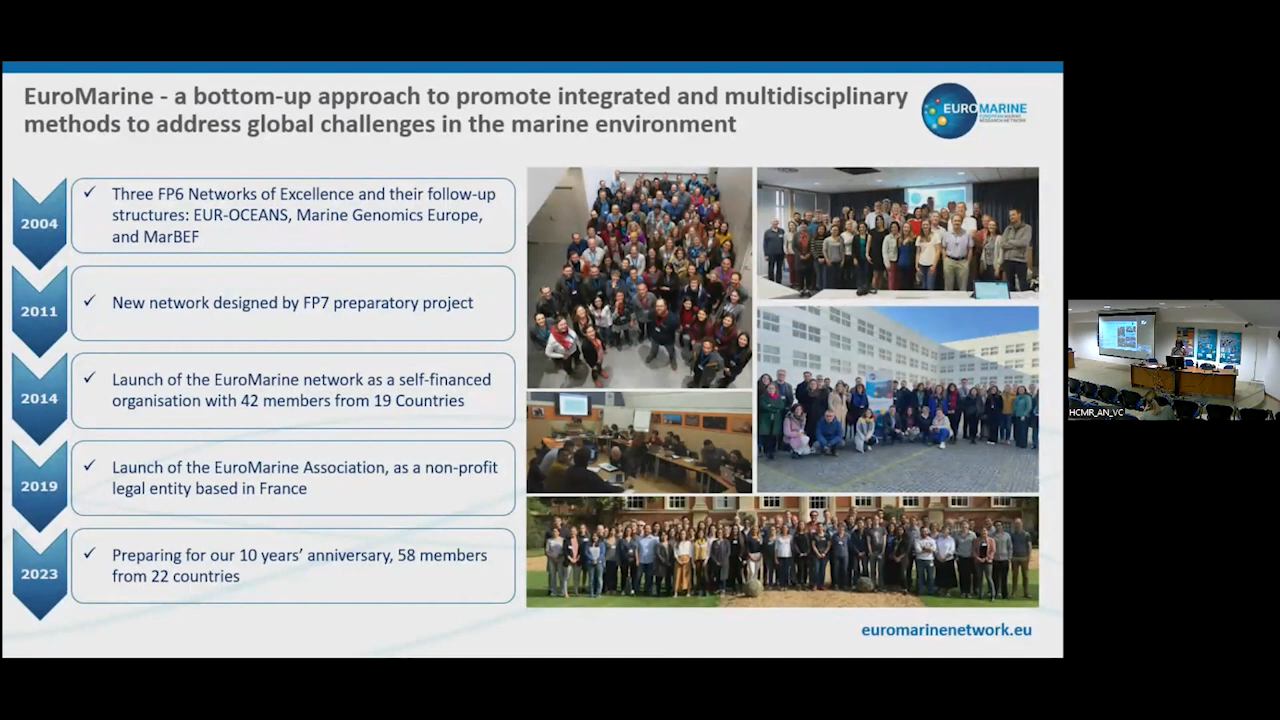 EuroMarine - a bottom-up approach to promote integrated and multidisciplinary
methods to address global challenges in the marine environment
EUROMARINE
EUROPEAN MARINE
RESEARCH NETWORK
2004
✓ Three FP6 Networks of Excellence and their follow-up
structures: EUR-OCEANS, Marine Genomics Europe,
and MarBEF
2011
✓ New network designed by FP7 preparatory project
2014
✓ Launch of the EuroMarine network as a self-financed
organisation with 42 members from 19 Countries
2019
✓ Launch of the EuroMarine Association, as a non-profit
legal entity based in France
2023
✓ Preparing for our 10 years’ anniversary, 58 members
from 22 countries
euromarinenetwork.eu
HCMR_AN_VC